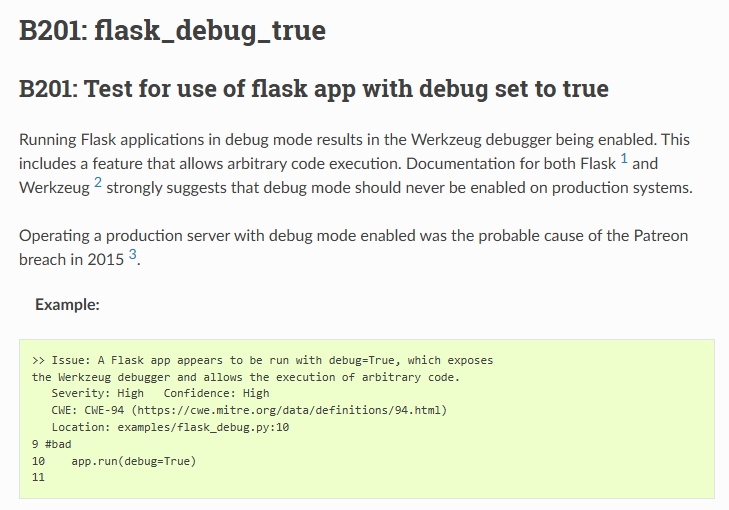 B201: flask_debug_true
B201: Test for use of flask app with debug set to true
Running Flask applications in debug mode results in the Werkzeug debugger being enabled. This
includes a feature that allows arbitrary code execution. Documentation for both Flask 1 and
Werkzeug 2 strongly suggests that debug mode should never be enabled on production systems.
Operating a production server with debug mode enabled was the probable cause of the Patreon
breach in 2015 3.
Example:
>> Issue: A Flask app appears to be run with debug=True, which exposes
the Werkzeug debugger and allows the execution of arbitrary code.
   Severity: High   Confidence: High
   CWE: CWE-94 (https://cwe.mitre.org/data/definitions/94.html)
   Location: examples/flask_debug.py:10
9 #bad
10    app.run(debug=True)
11